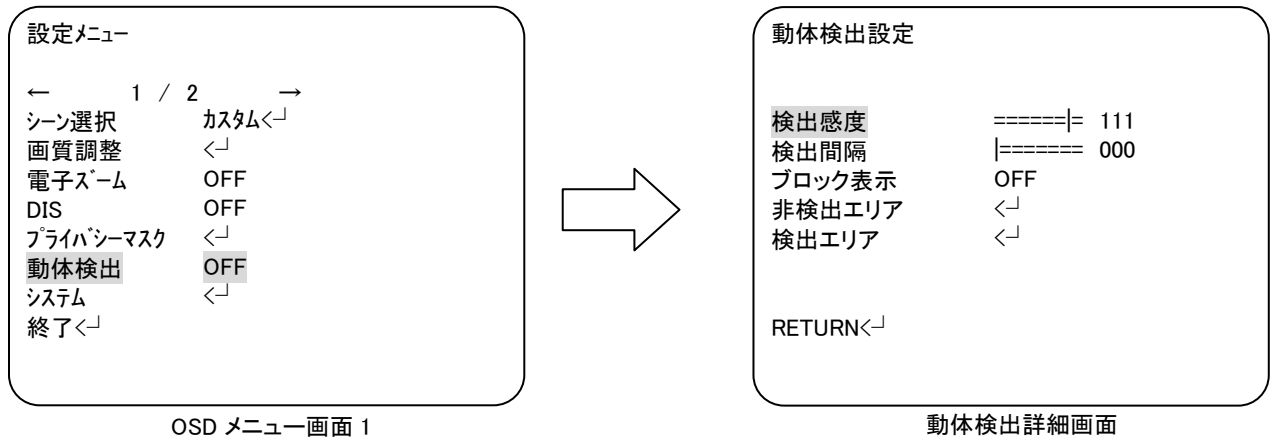 設定ﾒﾆｭｰ
← 1 / 2 →
ｼｰﾝ選択 ｶｽﾀﾑ<┘
画質調整 <┘
電子ｽﾞｰﾑ OFF
DIS OFF
ﾌﾟﾗｲﾊﾞｼｰﾏｽｸ <┘
動体検出 OFF
ｼｽﾃﾑ <┘
終了<┘
OSD メニュー画面 1
動体検出設定
検出感度 ======|= 111
検出間隔 |======= 000
ブロック表示 OFF
非検出エリア <┘
検出エリア <┘
RETURN<┘
動体検出詳細画面